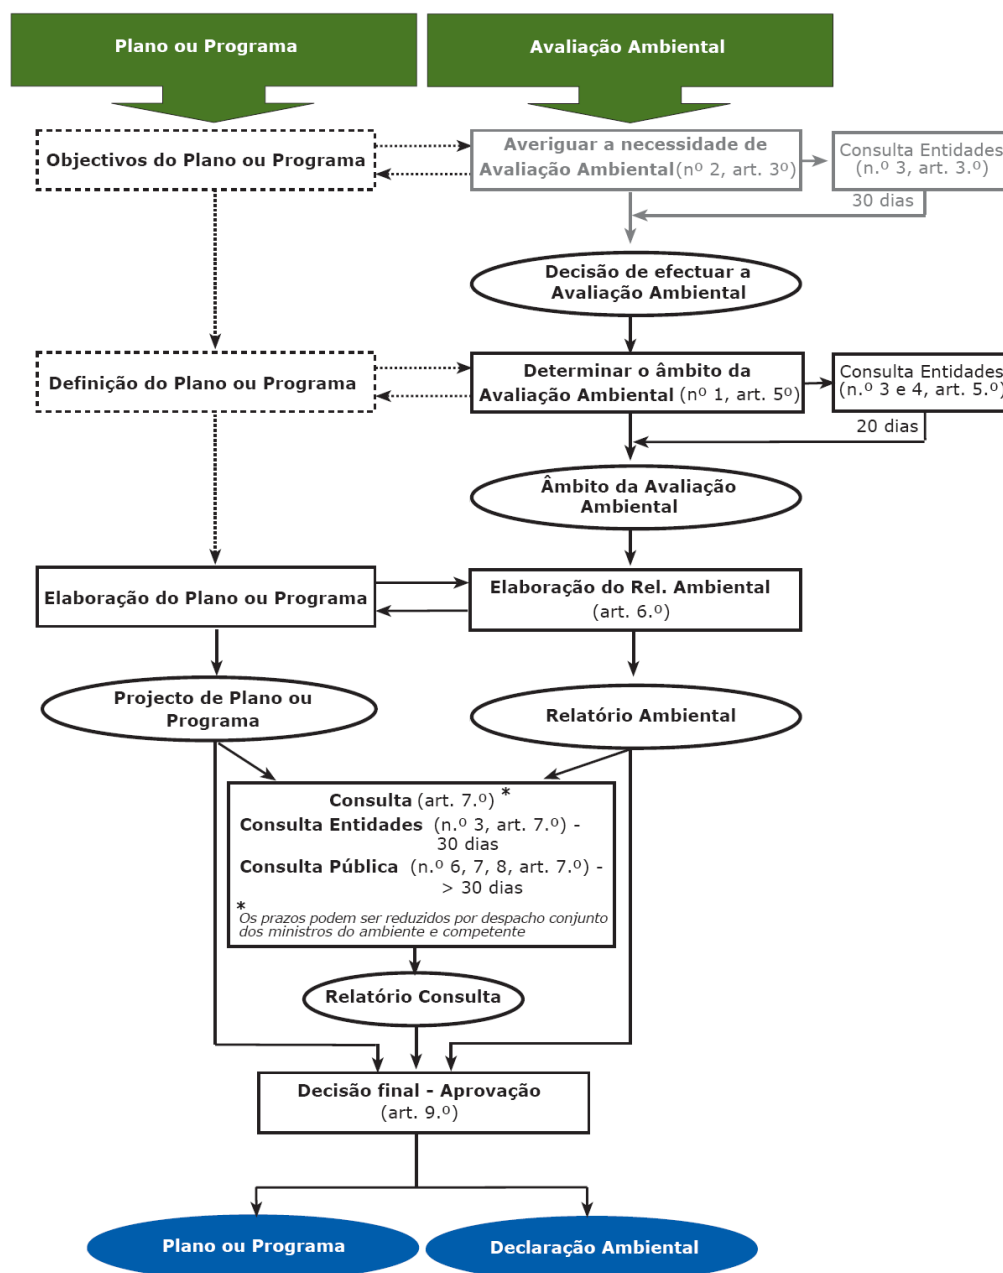 Plano ou Programa
Avaliação Ambiental
Objectivos do Plano ou Programa
Averiguar a necessidade de
Avaliação Ambiental (nº 2, art. 3º)
Consulta Entidades
(n.º 3, art. 3.º)
30 dias
Decisão de efectuar a
Avaliação Ambiental
Definição do Plano ou Programa
Determinar o âmbito da
Avaliação Ambiental (nº 1, art. 5º)
Consulta Entidades
(n.º 3 e 4, art. 5.º)
20 dias
Âmbito da Avaliação
Ambiental
Elaboração do Plano ou Programa
Elaboração do Rel. Ambiental
(art. 6.º)
Projecto de Plano ou
Programa
Relatório Ambiental
Consulta (art. 7.º) *
Consulta Entidades (n.º 3, art. 7.º) -
30 dias
Consulta Pública (n.º 6, 7, 8, art. 7.º) -
> 30 dias
*
Os prazos podem ser reduzidos por despacho conjunto
dos ministros do ambiente e competente
Relatório Consulta
Decisão final - Aprovação
(art. 9.º)
Plano ou Programa
Declaração Ambiental